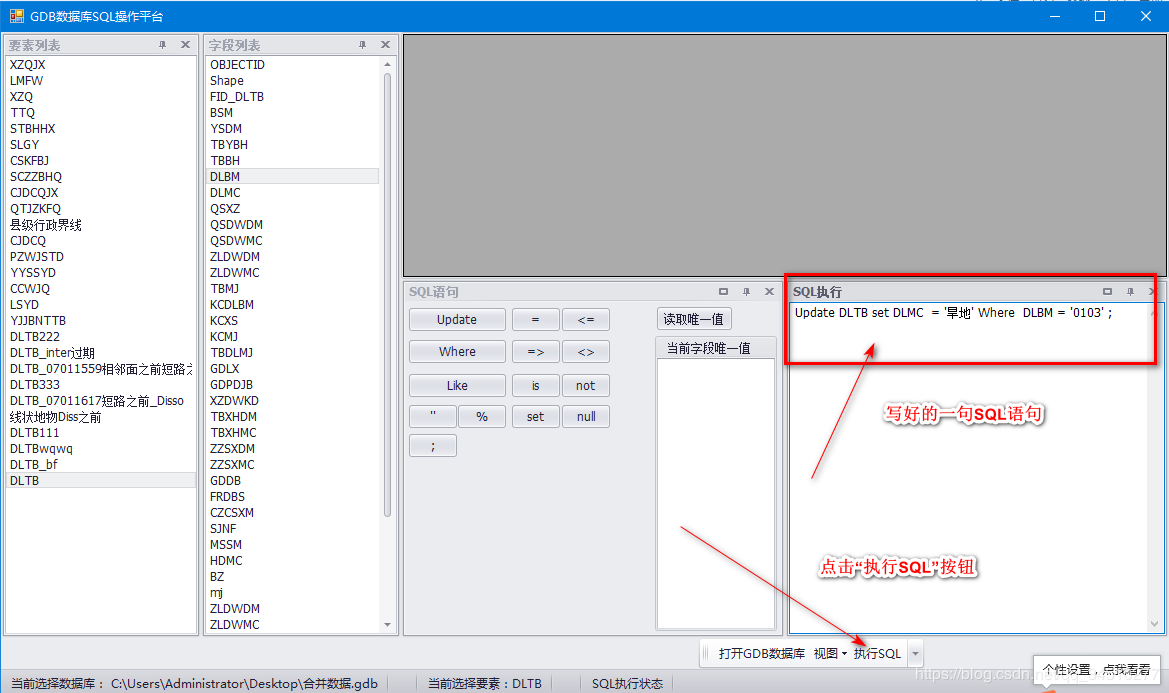 GDB数据库SQL操作平台
要素列表
XZQJX
LMFW
XZQ
TTQ
STBHHX
SLGY
CSKFBJ
SCZZBHQ
CJDCQJX
QTJZKFQ
县级行政界线
CJDCQ
PZWJSTD
YYSSYD
CCWJQ
LSYD
YJJBNTTB
DLTB222
DLTB_inter过期
DLTB_07011559相邻面之前短路之
DLTB333
DLTB_07011617短路之前_Disso
线状地物Diss之前
DLTB111
DLTBwqwq
DLTB_bf
DLTB
字段列表
OBJECTID
Shape
FID_DLTB
BSM
YSDM
TBYBH
TBBH
DLBM
DLMC
QSXZ
QSDWDM
QSDWMC
ZLDWDM
ZLDWMC
TBMJ
KCDLBM
KCXS
KCMJ
TBDLMJ
GDLX
GDPDJB
XZDWKD
TBXHDM
TBXHMC
ZZSXDM
ZZSXMC
GDDB
FRDBS
CZCSXM
SJNF
MSSM
HDMC
BZ
mj
ZLDWDM
ZLDWMC
SQL语句
Update = <=
Where => <>
Like is not
" % set null
;
读取唯一值
当前字段唯一值
SQL执行
Update DLTB set DLMC = '旱地' Where DLBM = '0103' ;
写好的一句SQL语句
点击“执行SQL”按钮
打开GDB数据库 视图 执行SQL
个性设置，点我看看
当前选择数据库： C:\Users\Administrator\Desktop\合并数据.gdb 当前选择要素：DLTB SQL执行状态